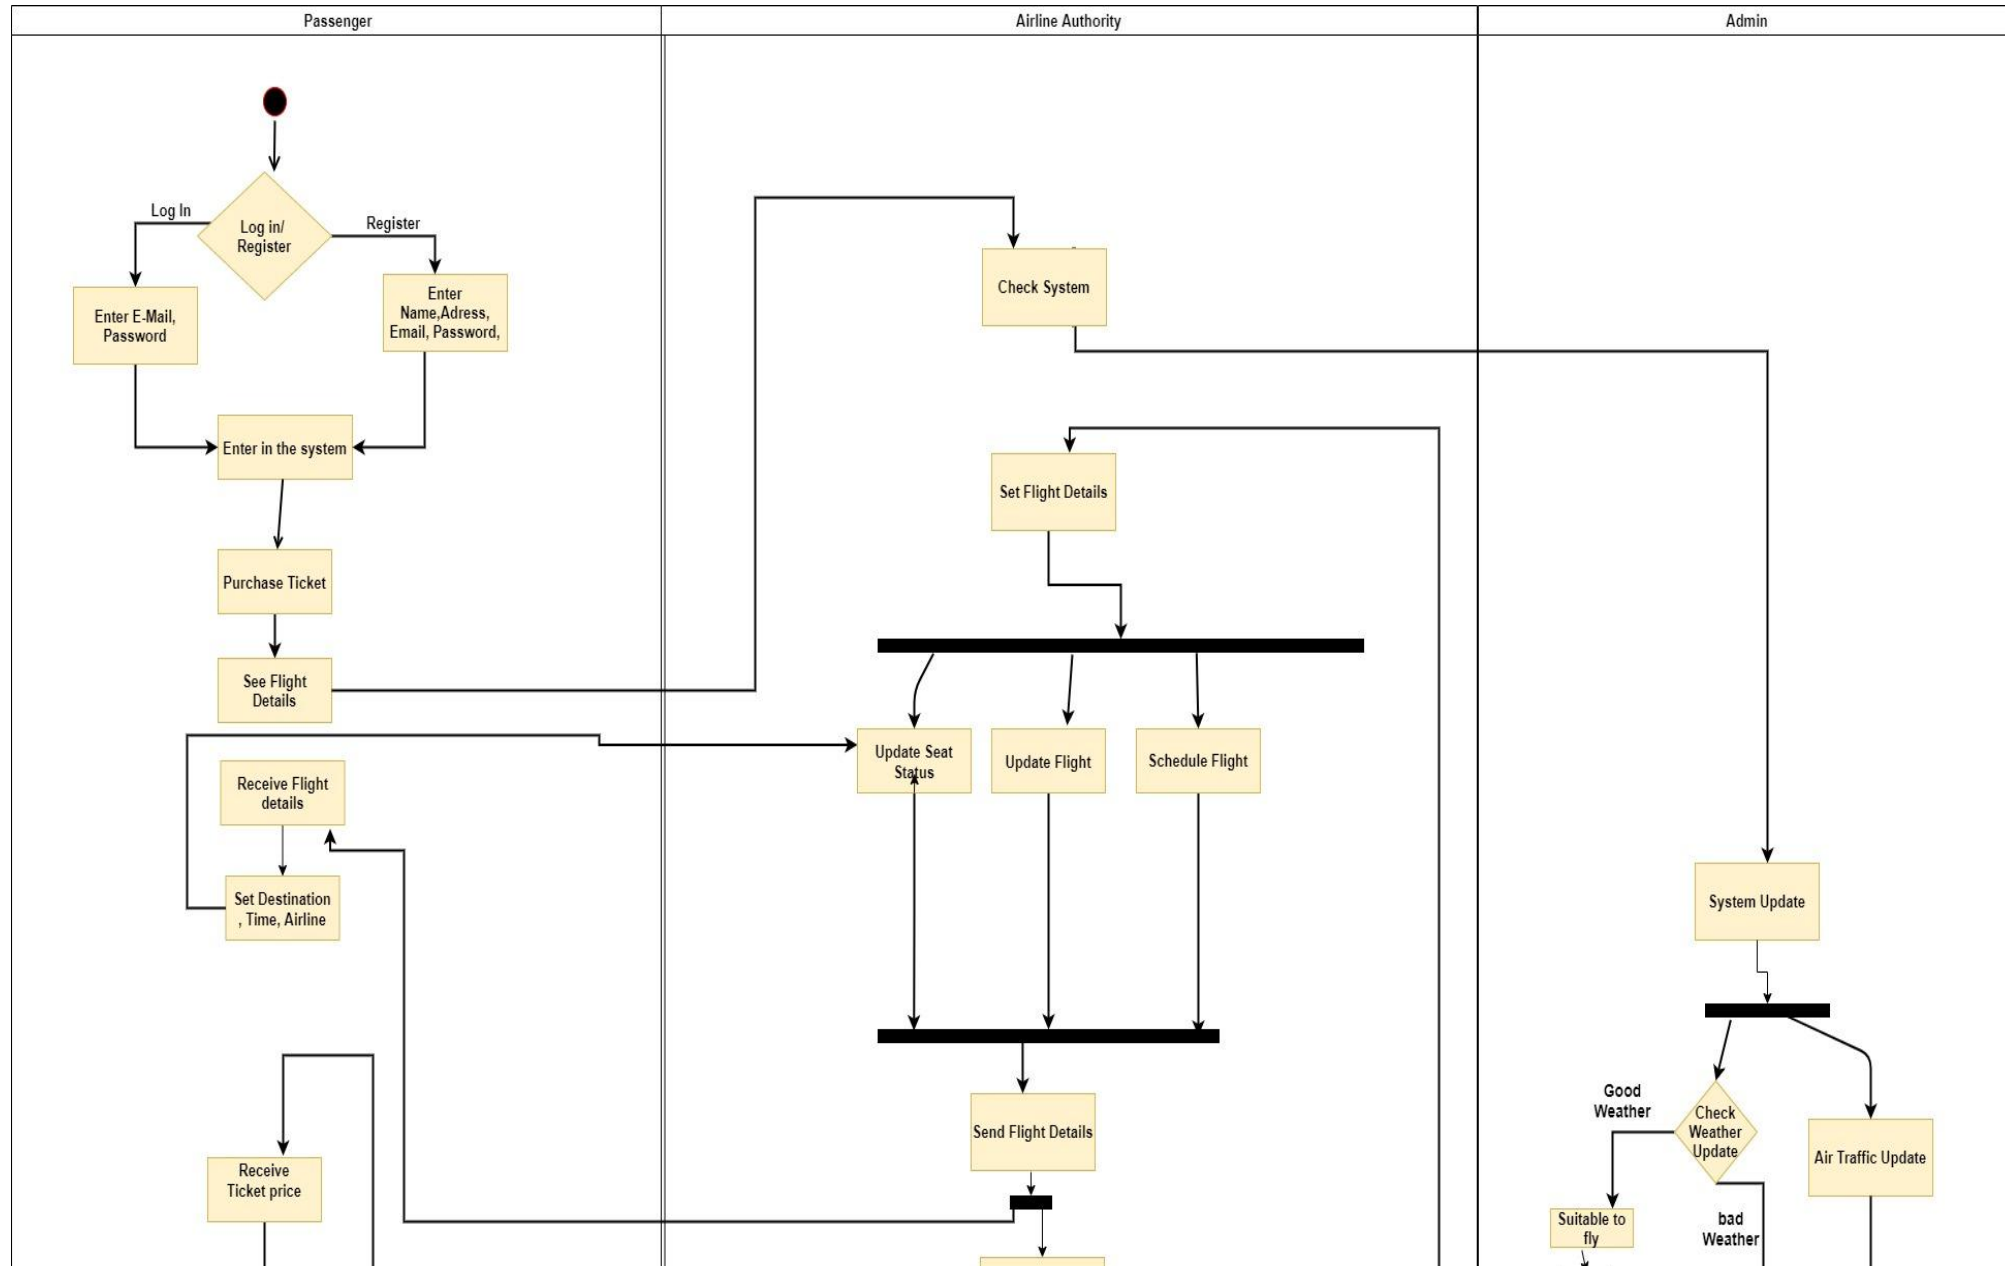 Passenger
Airline Authority
Admin
Log In
Log in/
Register
Register
Enter E-Mail,
Password
Enter
Name,Adress,
Email, Password,
Enter in the system
Purchase Ticket
See Flight
Details
Receive Flight
details
Set Destination
, Time, Airline
Receive
Ticket price
Check System
Set Flight Details
Update Seat
Status
Update Flight
Schedule Flight
Send Flight Details
System Update
Good
Weather
Check
Weather
Update
Air Traffic Update
Suitable to
fly
bad
Weather